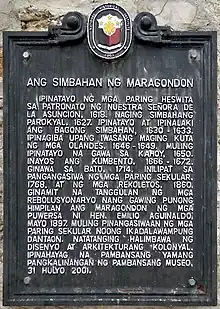 ANG SIMBAHAN NG MARAGONDON
IPINATAYO NG MGA PARING HESWITA
SA PATRONATO NG NUESTRA SEÑORA DE
LA ASUNCION, 1618. NAGING SIMBAHANG
PAROKYAL, 1627. IPINATAYO AT IPINALAKI
ANG BAGONG SIMBAHAN, 1630 – 1633.
IPINAGIBA UPANG IWASANG MAGING KUTA
NG MGA OLANDES, 1646–1649. MULING
IPINATAYO NA GAWA SA KAHOY, 1650.
INAYOS ANG KUMBENTO, 1666 – 1672.
GINAWA SA BATU, 1714. INILIPAT SA
PANGANGASIWA NG MGA PARING SEKULAR,
1768, AT NG MGA REKOLETOS, 1860.
GINAMIT NA TANGGULAN NG MGA
REBOLUSYONARYO NANG GAWING PUNONG
HIMPILAN ANG MARAGONDON NG MGA
PUWERSA NI HEN. EMILIO AGUINALDO,
MAYO 1897. MULING PINANGASIWAAN NG MGA
PARING SEKULAR NOONG IKADALAWAMPUNG
DANTAON. NATATANGING HALIMBAWA NG
DISENYO AT ARKITEKTURANG KOLONYAL.
IPINAHAYAG NA PAMBANSANG YAMANG
PANGKALINANGAN NG PAMBANSANG MUSEO,
31 HULYO 2001.